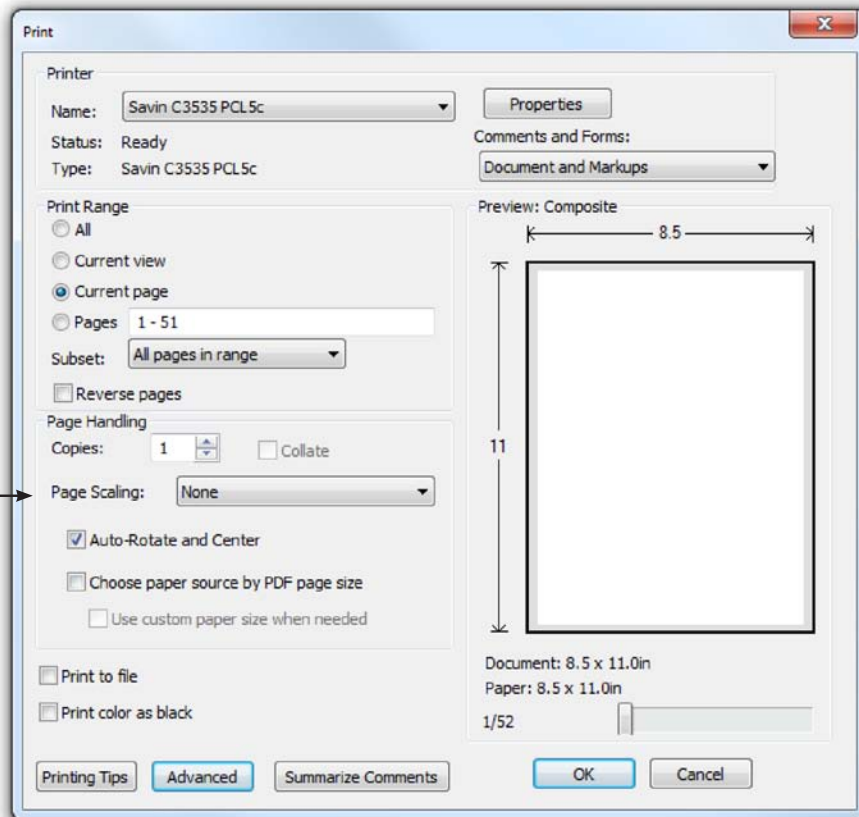 Print
Printer
Name: Savin C3535 PCL5c Properties
Status: Ready Comments and Forms:
Type: Savin C3535 PCL5c Document and Markups
Print Range
All
Current view
Current page
Pages 1 - 51
Subset: All pages in range
Reverse pages
Page Handling
Copies: 1 Collate
Page Scaling: None
Auto-Rotate and Center
Choose paper source by PDF page size
Use custom paper size when needed
Print to file
Print color as black
Preview: Composite
8.5
11
Document: 8.5 x 11.0in
Paper: 8.5 x 11.0in
1/52
Printing Tips Advanced Summarize Comments OK Cancel